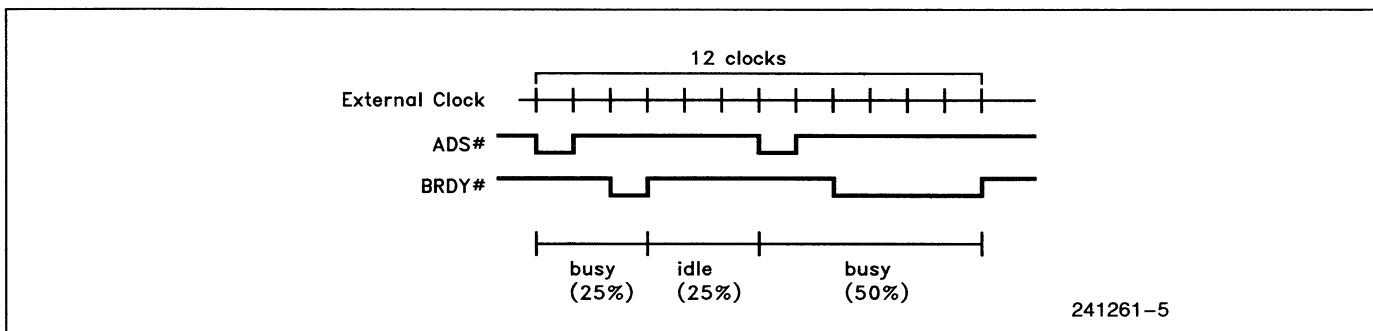 12 clocks
External Clock
ADS#
BRDY#
busy
(25%)
idle
(25%)
busy
(50%)
241261-5